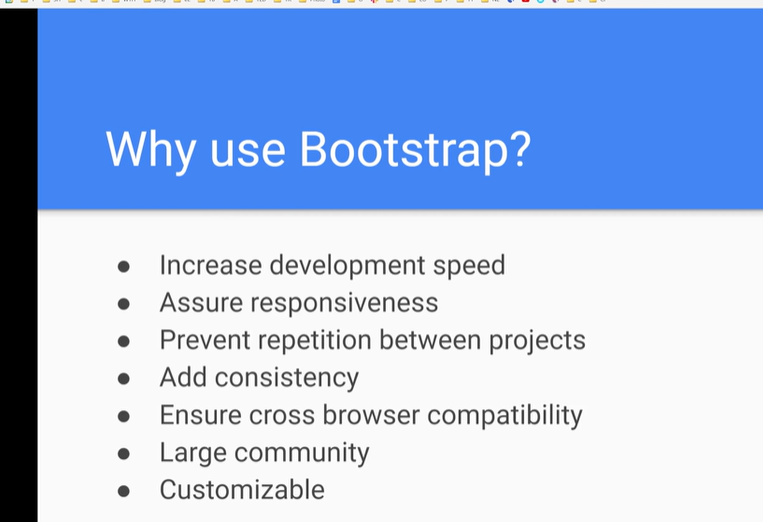 Why use Bootstrap?
● Increase development speed
● Assure responsiveness
● Prevent repetition between projects
● Add consistency
● Ensure cross browser compatibility
● Large community
● Customizable